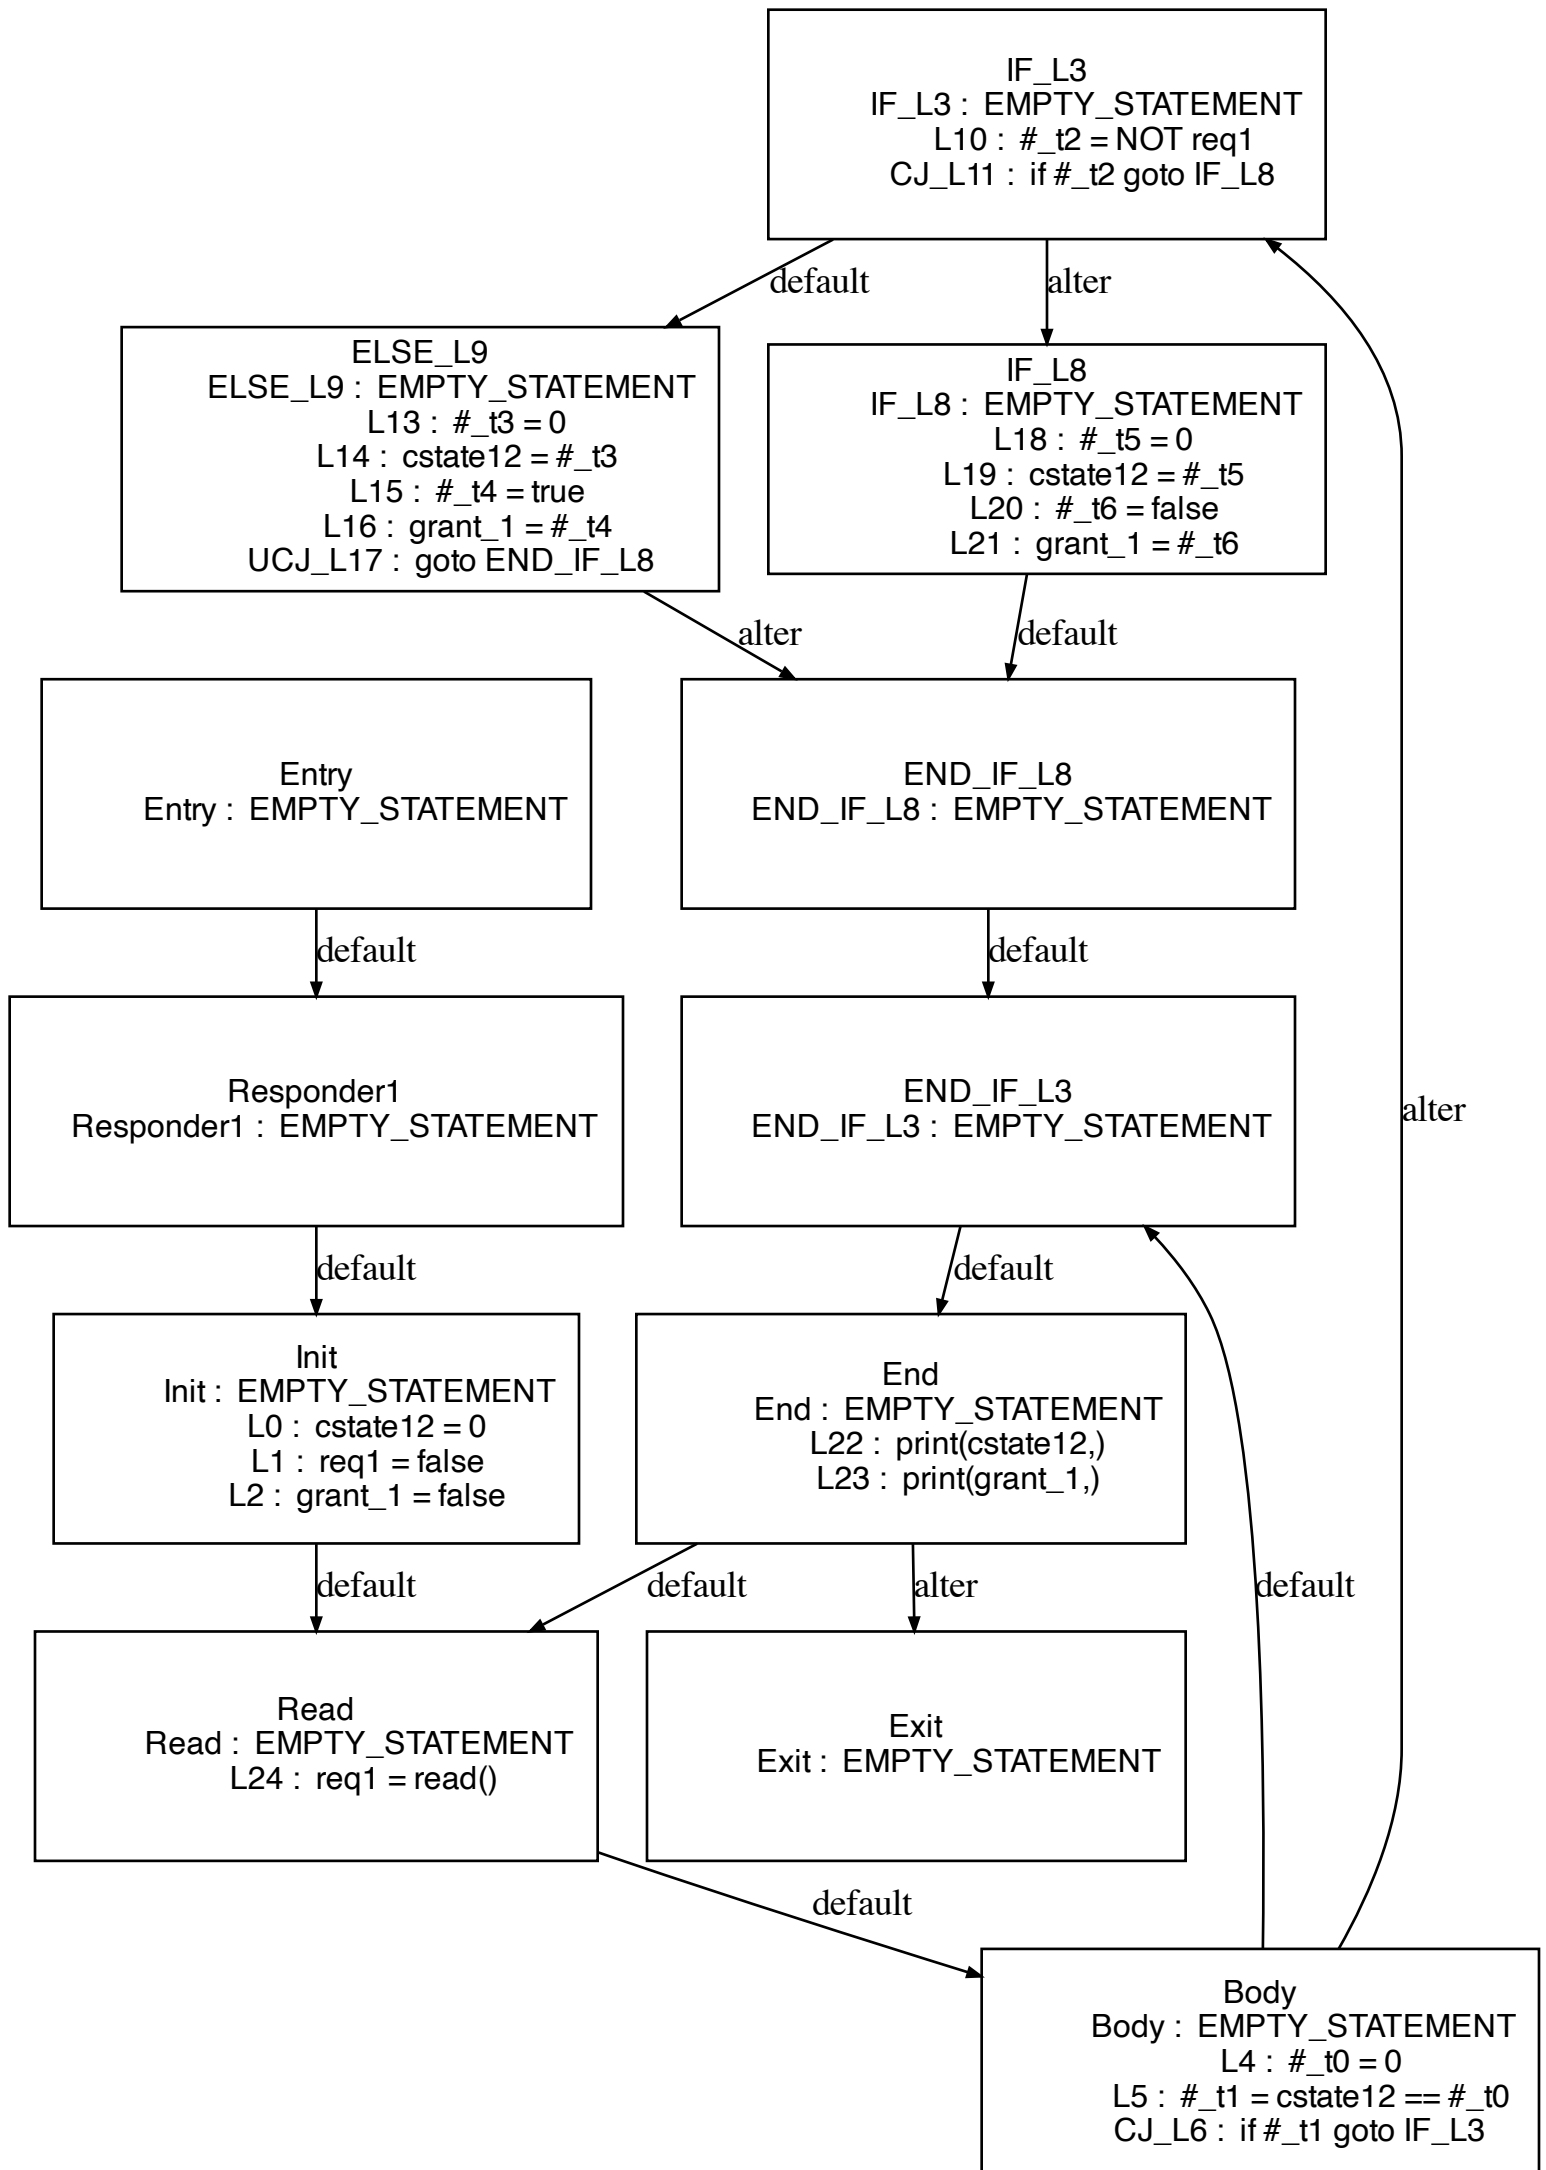 IF_L3
IF_L3 : EMPTY_STATEMENT
L10 : #_t2 = NOT req1
CJ_L11 : if #_t2 goto IF_L8
default
alter
ELSE_L9
ELSE_L9 : EMPTY_STATEMENT
L13 : #_t3 = 0
L14 : cstate12 = #_t3
L15 : #_t4 = true
L16 : grant_1 = #_t4
UCJ_L17 : goto END_IF_L8
IF_L8
IF_L8 : EMPTY_STATEMENT
L18 : #_t5 = 0
L19 : cstate12 = #_t5
L20 : #_t6 = false
L21 : grant_1 = #_t6
alter
default
Entry
Entry : EMPTY_STATEMENT
END_IF_L8
END_IF_L8 : EMPTY_STATEMENT
default
default
Responder1
Responder1 : EMPTY_STATEMENT
END_IF_L3
END_IF_L3 : EMPTY_STATEMENT
alter
default
default
Init
Init : EMPTY_STATEMENT
L0 : cstate12 = 0
L1 : req1 = false
L2 : grant_1 = false
End
End : EMPTY_STATEMENT
L22 : print(cstate12,)
L23 : print(grant_1,)
default
default
alter
default
Read
Read : EMPTY_STATEMENT
L24 : req1 = read()
Exit
Exit : EMPTY_STATEMENT
default
Body
Body : EMPTY_STATEMENT
L4 : #_t0 = 0
L5 : #_t1 = cstate12 == #_t0
CJ_L6 : if #_t1 goto IF_L3